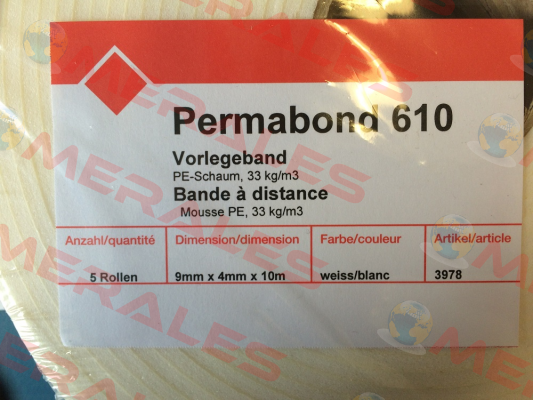 Permabond 610
Vorlegeband
PE-Schaum, 33 kg/m3
Bande à distance
Mousse PE, 33 kg/m3
Anzahl/quantité Dimension/dimension Farbe/couleur Artikel/article
5 Rollen 9mm x 4mm x 10m weiss/blanc 3978
MERALES
MERALES
MERALES